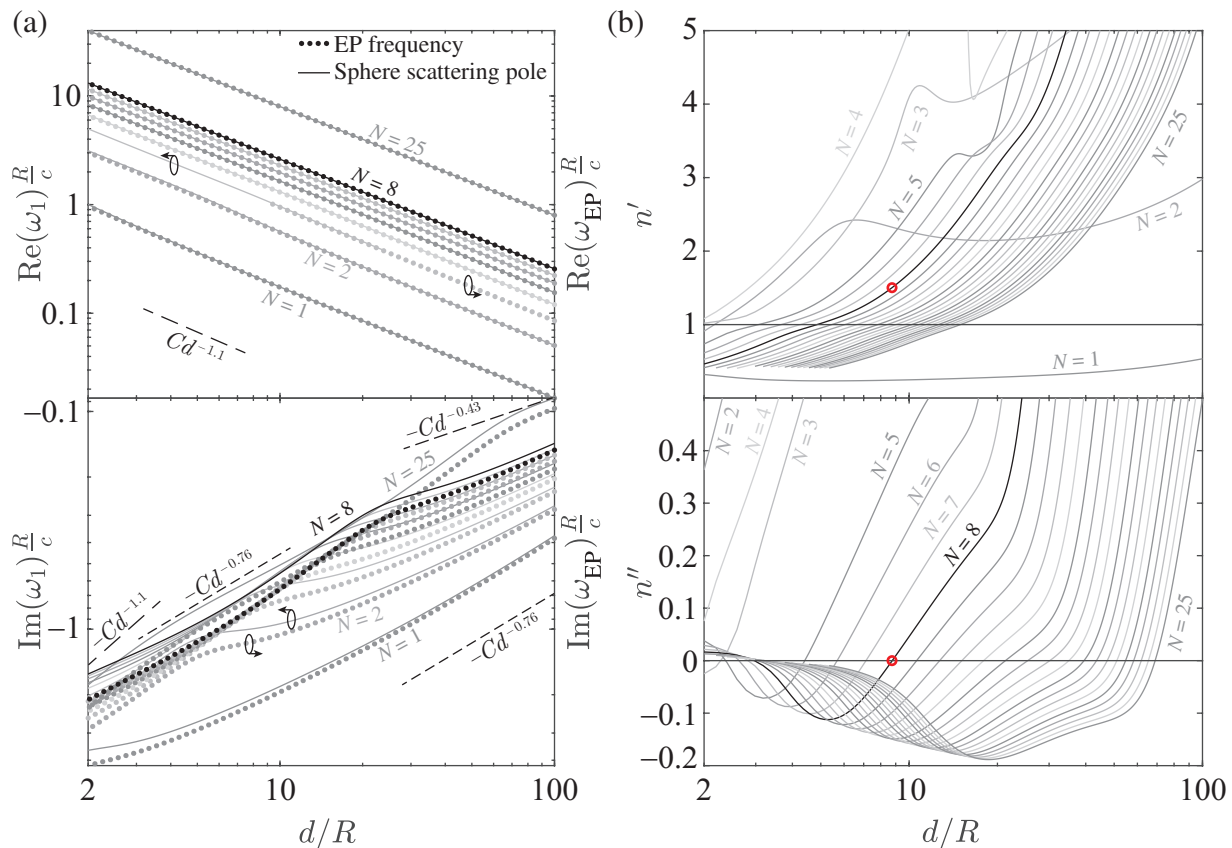 (a)
EP frequency
Sphere scattering pole
10
1
0.1
Re(ω₁) R/c
Re(ω_EP) R/c
N = 25
N = 8
N = 2
N = 1
Cd^−1.1
−0.1
−1
Im(ω₁) R/c
Im(ω_EP) R/c
−Cd^−0.43
N = 25
N = 8
−Cd^−0.76
−Cd^−1.1
N = 2
N = 1
−Cd^−0.76
2
10
100
d/R
(b)
5
4
3
2
1
n′
N = 4
N = 3
N = 5
N = 25
N = 2
N = 1
0.4
0.3
0.2
0.1
0
−0.1
−0.2
n″
N = 2
N = 4
N = 3
N = 5
N = 6
N = 7
N = 8
N = 25
2
10
100
d/R